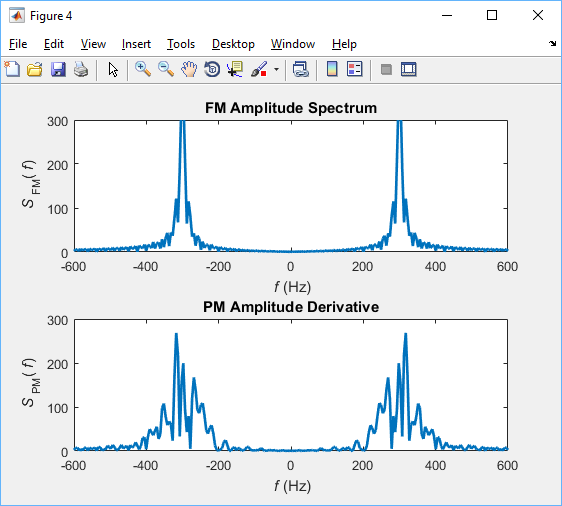 Figure 4
File Edit View Insert Tools Desktop Window Help
FM Amplitude Spectrum
300
200
100
0
S FM( f)
-600 -400 -200 0 200 400 600
f (Hz)
PM Amplitude Derivative
300
200
100
0
S PM( f)
-600 -400 -200 0 200 400 600
f (Hz)